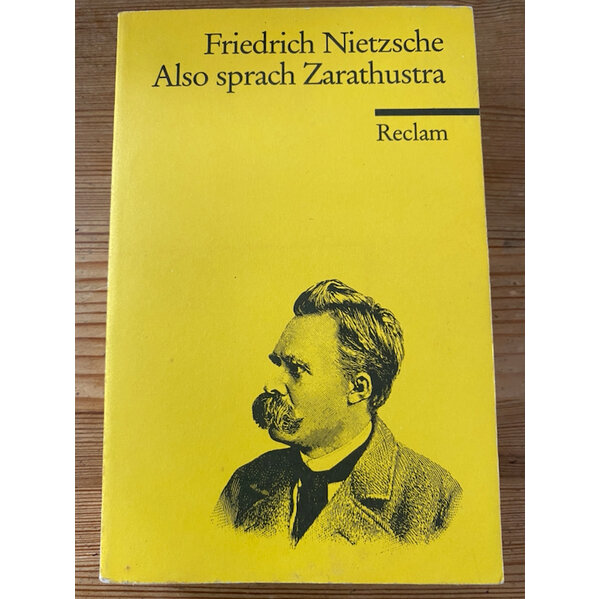 Friedrich Nietzsche
Also sprach Zarathustra
Reclam